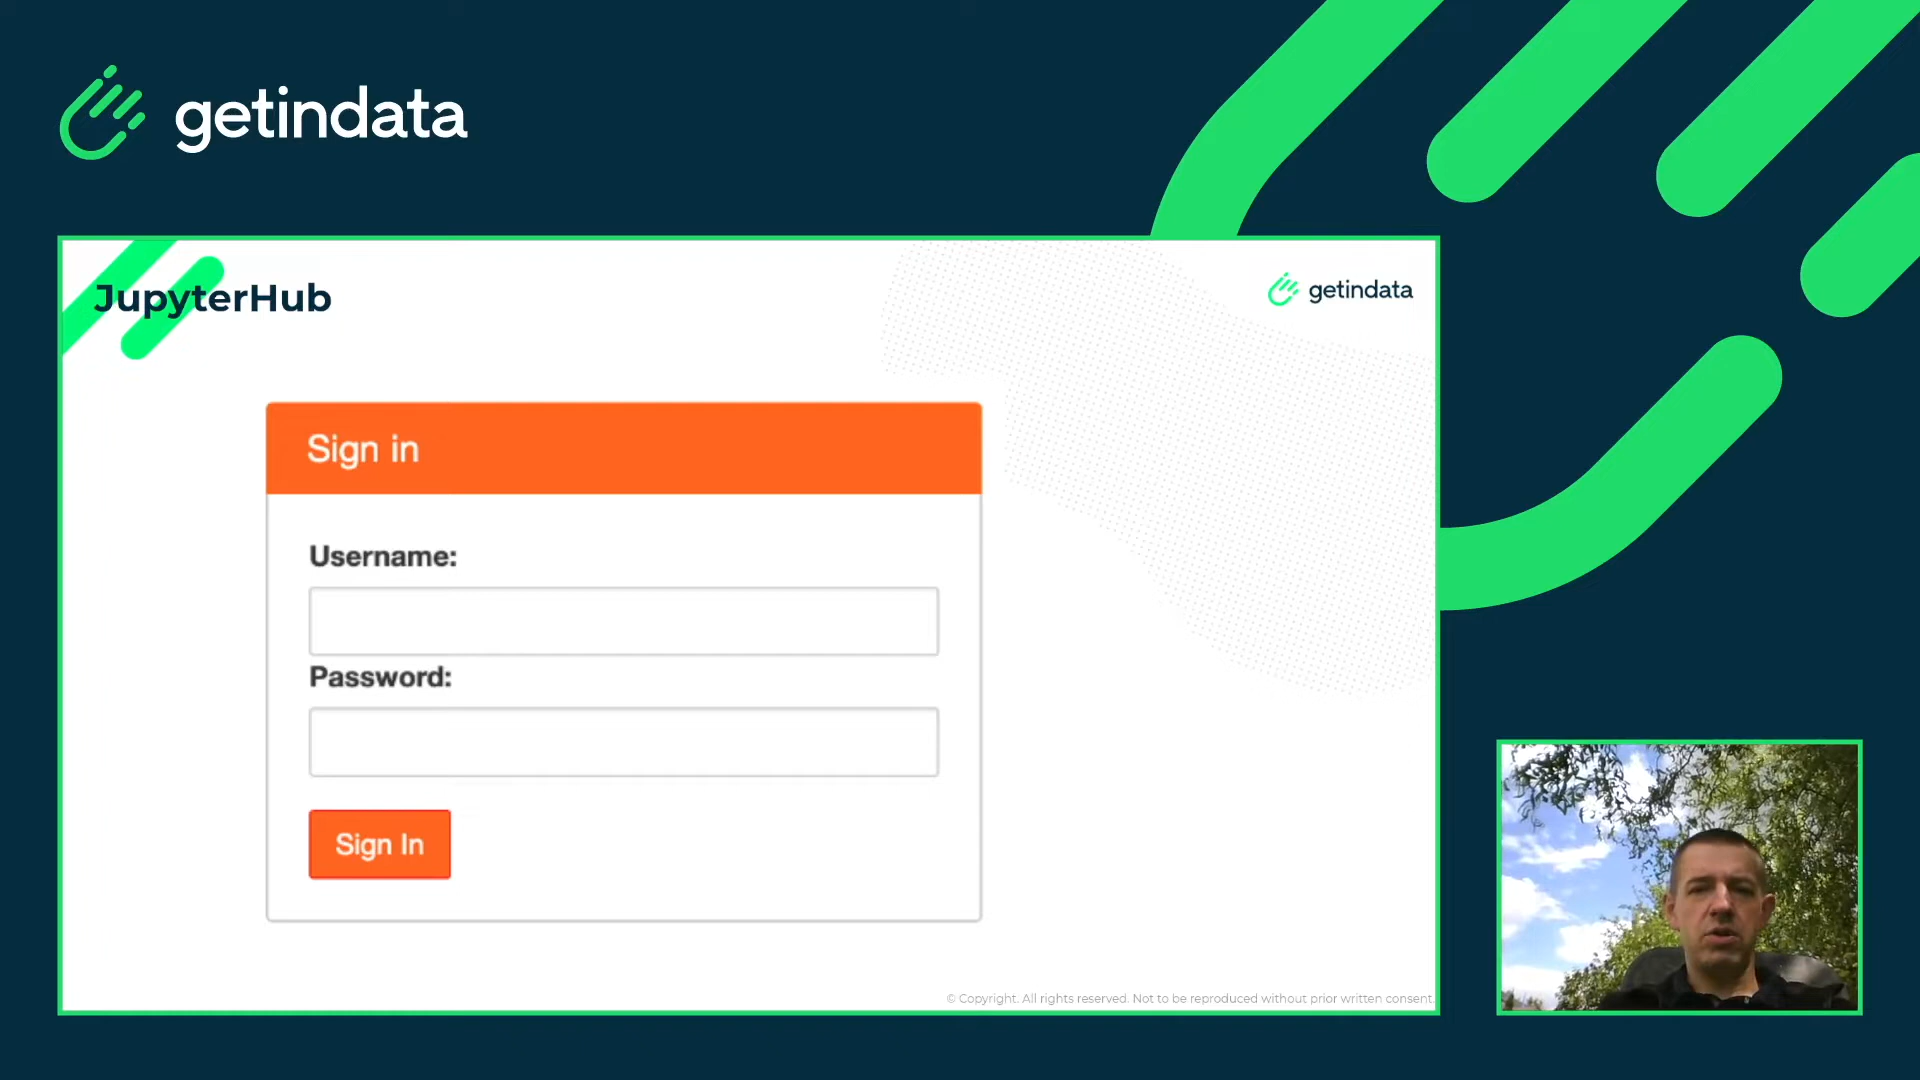 getindata
JupyterHub
getindata
Sign in
Username:
Password:
Sign In
© Copyright. All rights reserved. Not to be reproduced without prior written consent.